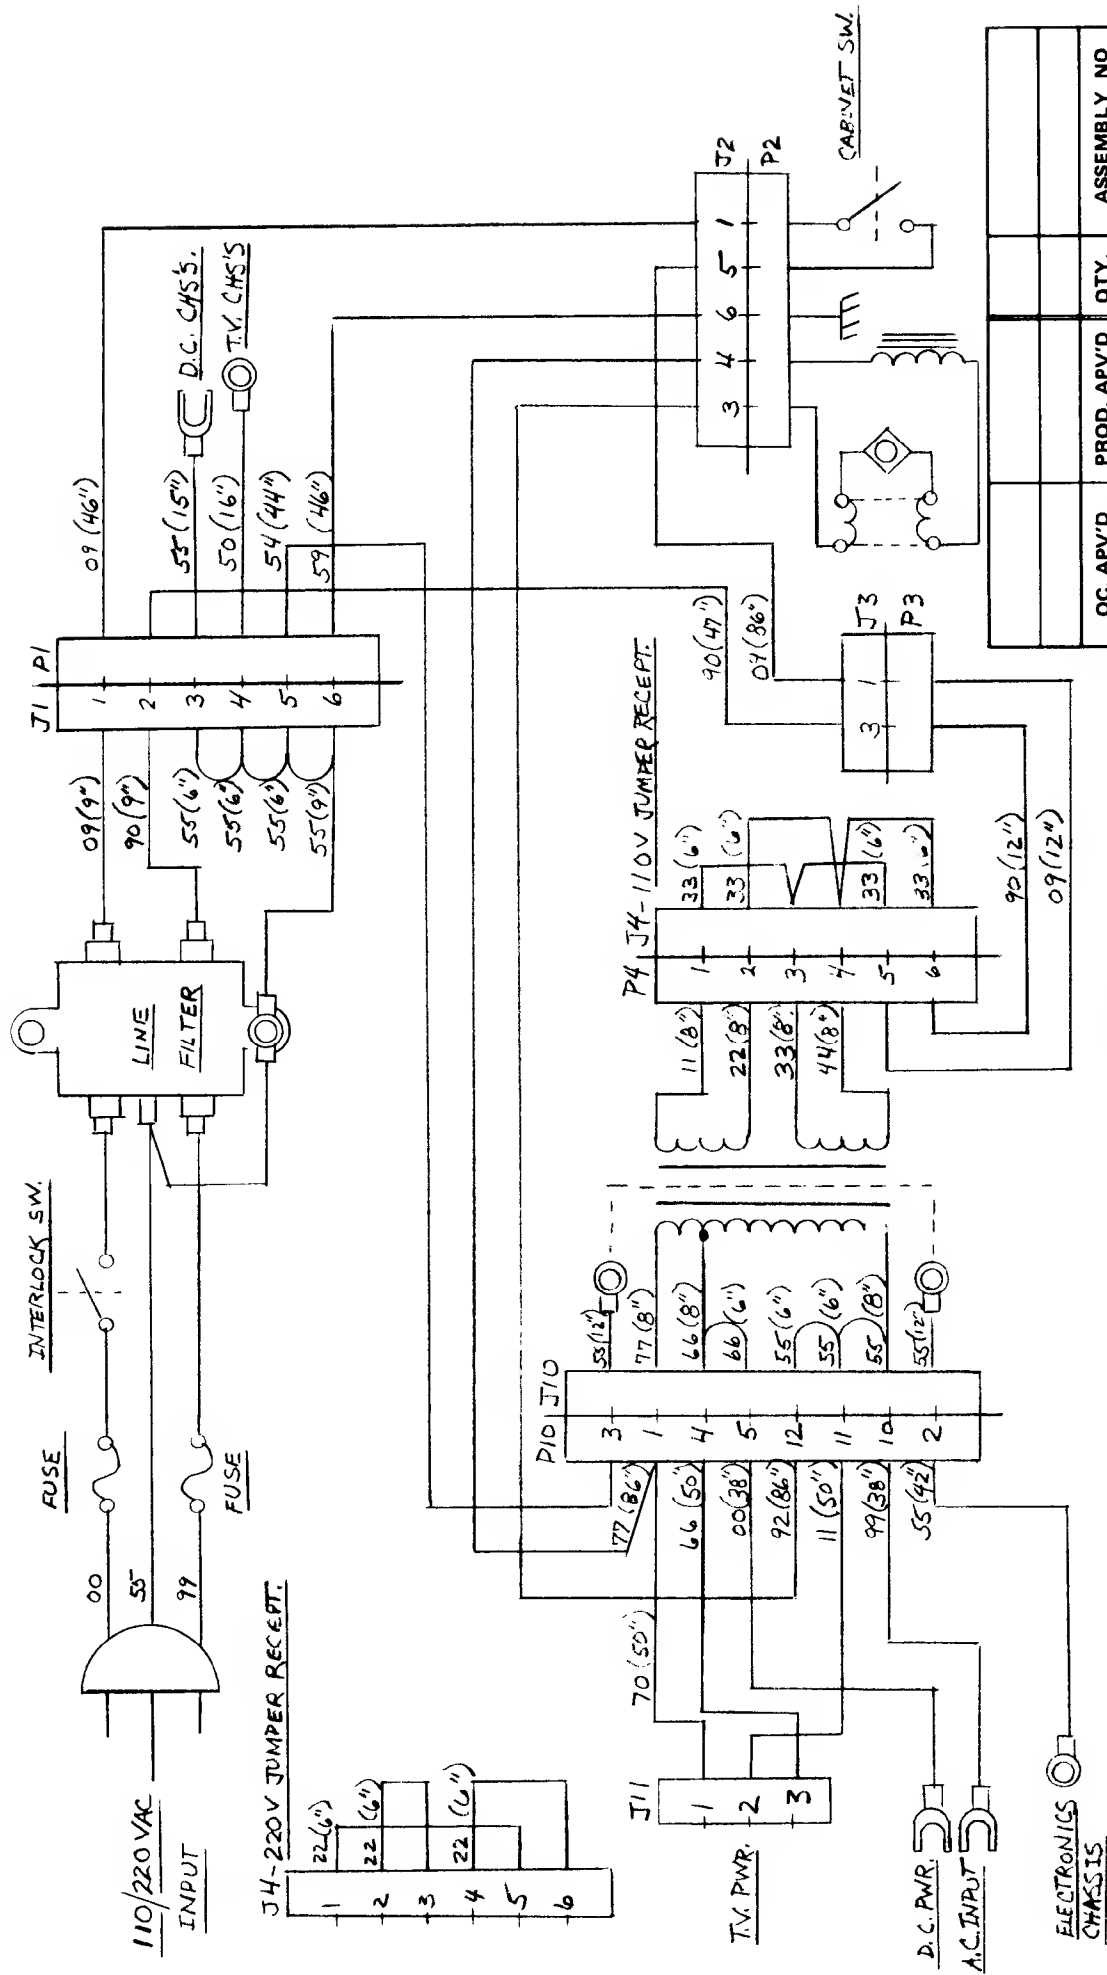 110/220 VAC
INPUT
00
55
99
FUSE
FUSE
INTERLOCK SW.
LINE
FILTER
09(9")
90(9")
55(6")
55(6")
55(6")
55(9")
J1 P1
1
2
3
4
5
6
09(46")
55(15")
50(16")
54(44")
59(46")
D.C. CHS'S.
T.V. CHS'S
J4-220V JUMPER RECEPT.
1
2
3
4
5
6
22(6")
22(6")
22(6")
T.V. PWR.
J11
1
2
3
D.C. PWR.
A.C. INPUT
ELECTRONICS
CHASSIS
70(50")
77(86")
66(50")
00(38")
92(86")
11(50")
99(38")
55(42")
P10 J10
3
1
4
5
12
11
10
2
55(12")
77(8")
66(8")
66(6")
55(6")
55(6")
55(8")
55(12")
P4 J4-110V JUMPER RECEPT.
11(8")
22(8")
33(8")
44(8")
1
2
3
4
5
6
33(6")
33(6")
33(6")
33(6")
90(12")
09(12")
90(47")
09(86")
J3
P3
3 1
J2
P2
3 4 6 5 1
CABINET SW.
QC APV'D PROD. APV'D QTY. ASSEMBLY NO